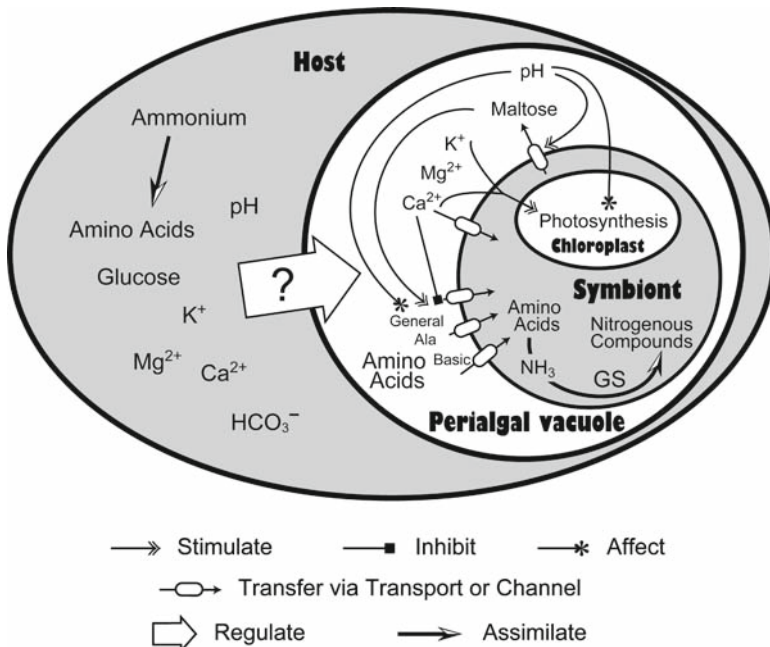 Host
pH
Maltose
Ammonium
K⁺
Mg²⁺
Ca²⁺
Photosynthesis
Chloroplast
pH
Amino Acids
Glucose
?
K⁺
Mg²⁺
Ca²⁺
HCO₃⁻
Symbiont
General
Ala
Basic
Amino
Acids
Amino
Acids
NH₃
GS
Nitrogenous
Compounds
Perialgal vacuole
Stimulate
Inhibit
Affect
Transfer via Transport or Channel
Regulate
Assimilate